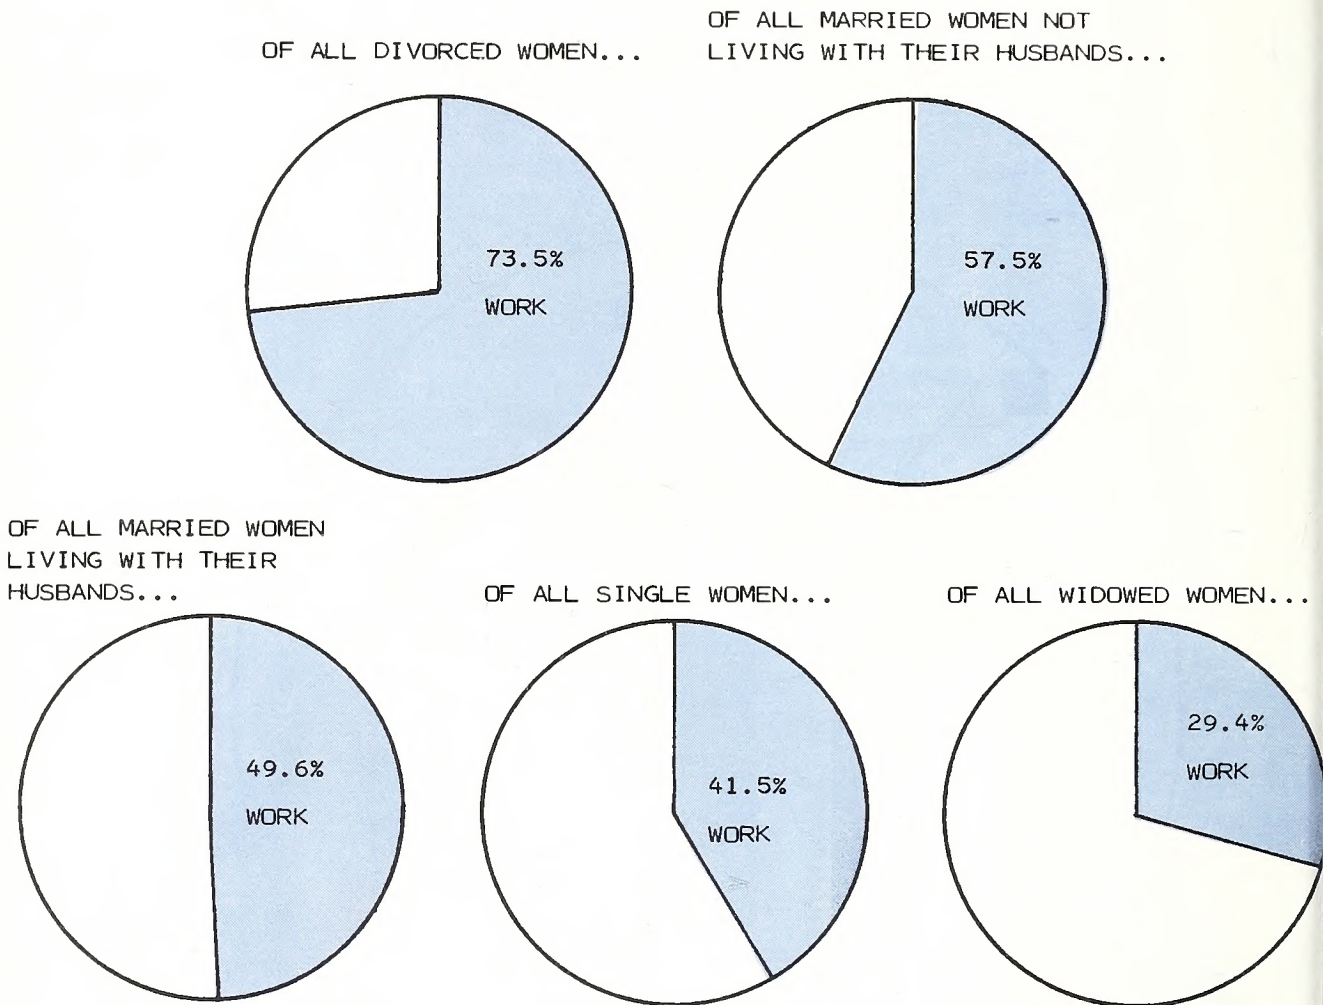 OF ALL DIVORCED WOMEN...
73.5%
WORK
OF ALL MARRIED WOMEN NOT
LIVING WITH THEIR HUSBANDS...
57.5%
WORK
OF ALL MARRIED WOMEN
LIVING WITH THEIR
HUSBANDS...
49.6%
WORK
OF ALL SINGLE WOMEN...
41.5%
WORK
OF ALL WIDOWED WOMEN...
29.4%
WORK